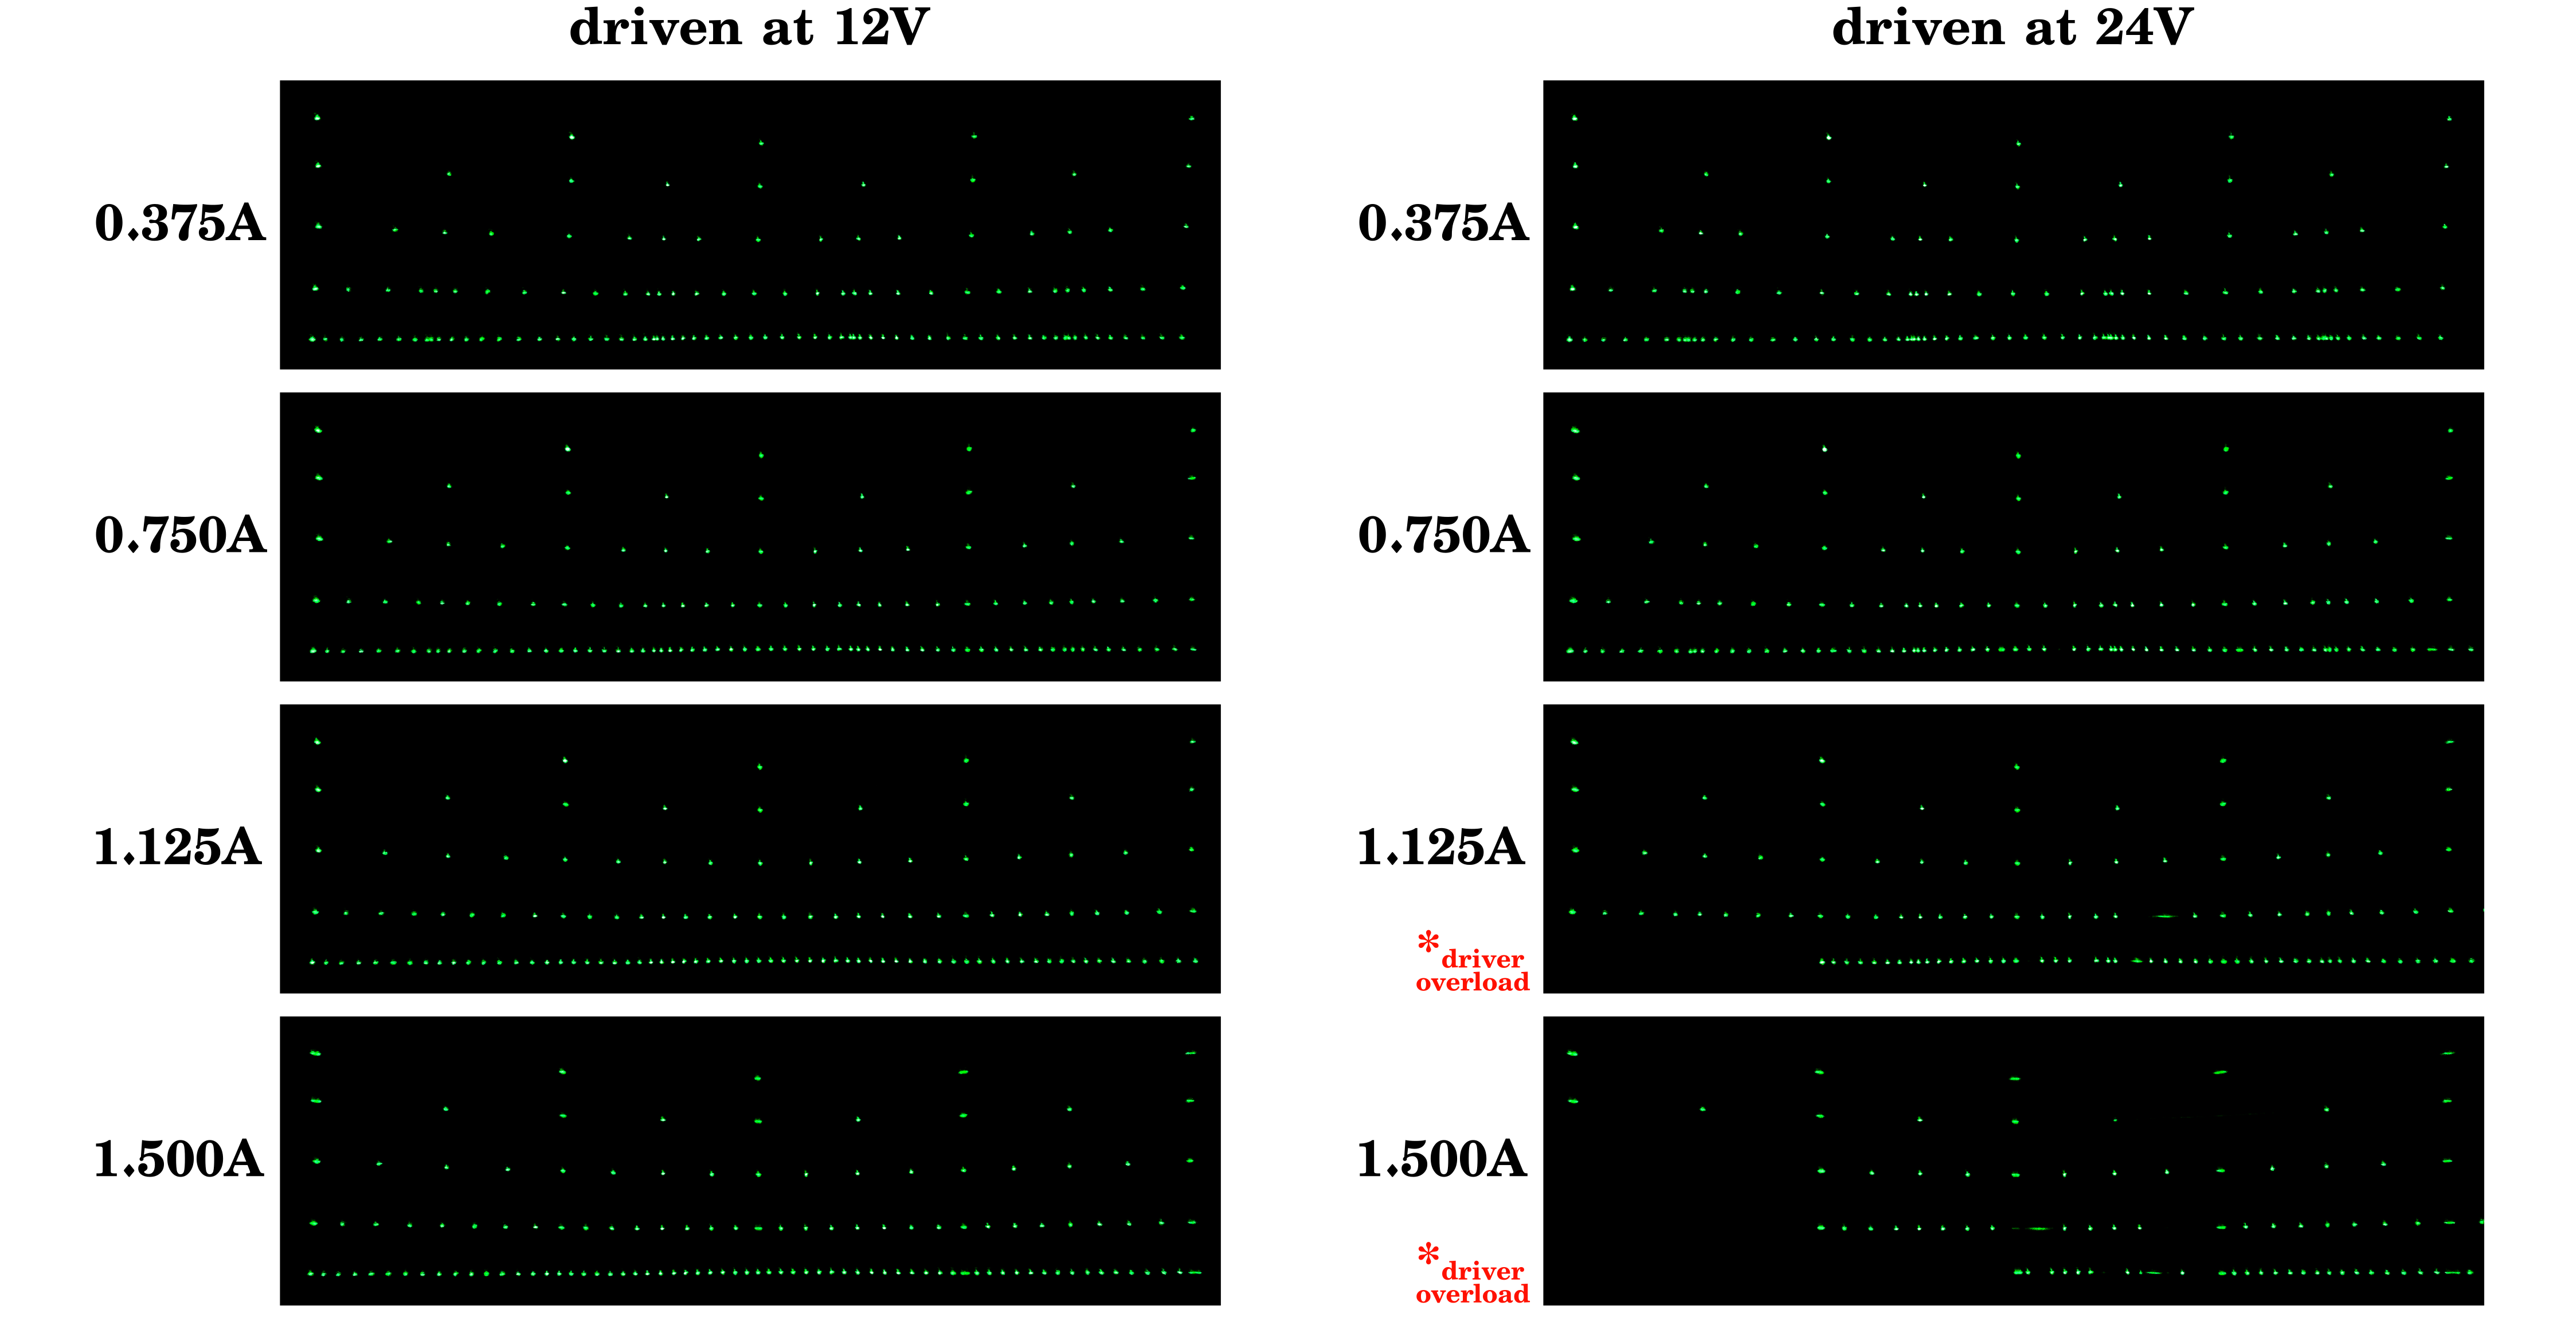 driven at 12V
driven at 24V
0.375A
0.375A
0.750A
0.750A
1.125A
1.125A
*driver
overload
1.500A
1.500A
*driver
overload